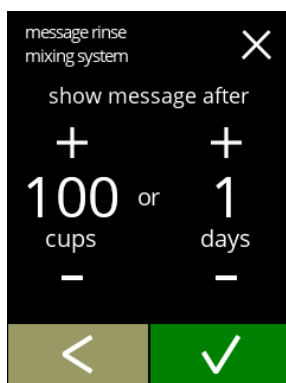 message rinse
mixing system
show message after
+ +
100 or 1
cups days
- -